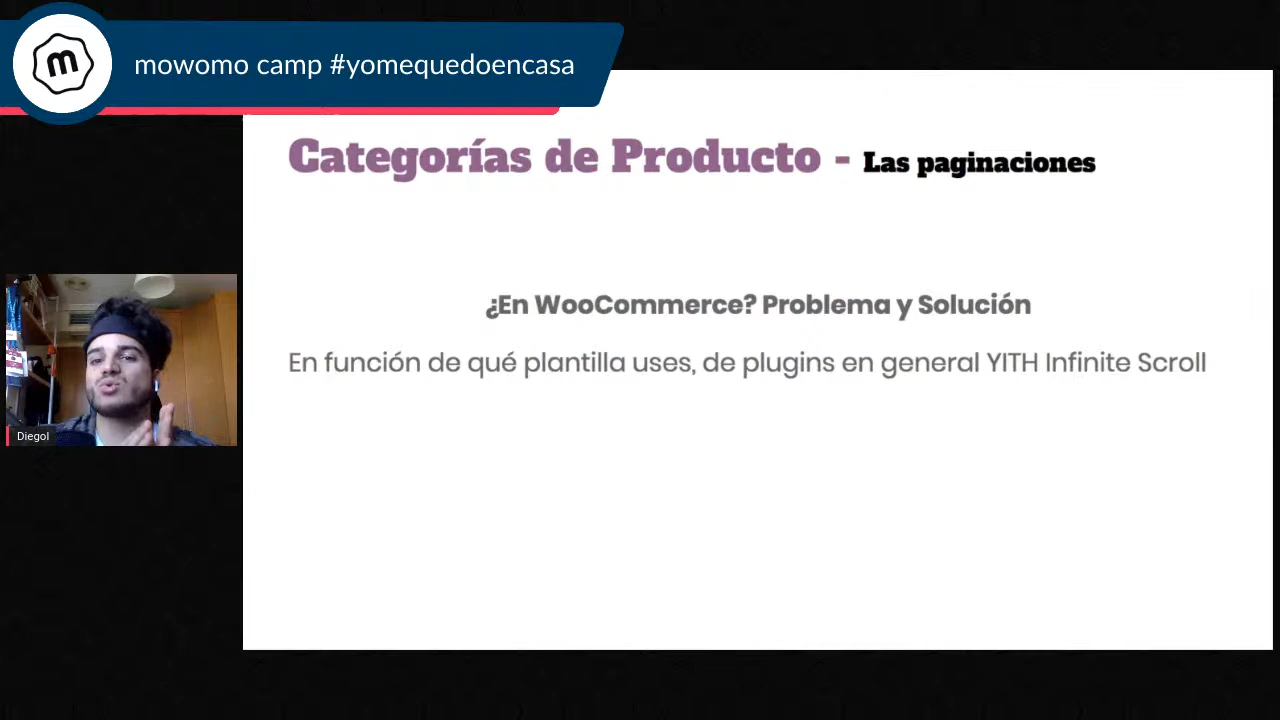 m
mowomo camp #yomequedoencasa
Categorías de Producto - Las paginaciones
¿En WooCommerce? Problema y Solución
En función de qué plantilla uses, de plugins en general YITH Infinite Scroll
Diegol